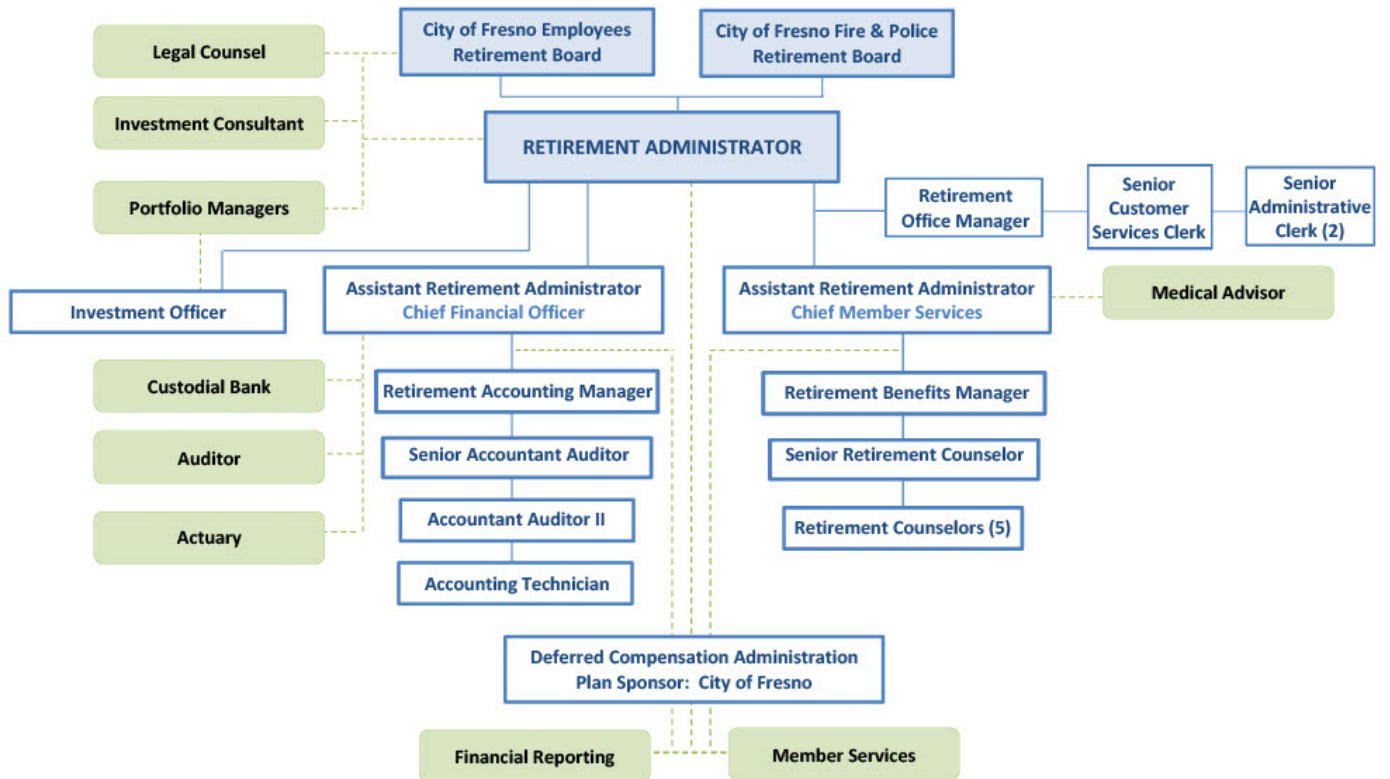 Legal Counsel
City of Fresno Employees
Retirement Board
City of Fresno Fire & Police
Retirement Board
Investment Consultant
RETIREMENT ADMINISTRATOR
Portfolio Managers
Retirement
Office Manager
Senior
Customer
Services Clerk
Senior
Administrative
Clerk (2)
Investment Officer
Assistant Retirement Administrator
Chief Financial Officer
Assistant Retirement Administrator
Chief Member Services
Medical Advisor
Custodial Bank
Retirement Accounting Manager
Retirement Benefits Manager
Auditor
Senior Accountant Auditor
Senior Retirement Counselor
Actuary
Accountant Auditor II
Retirement Counselors (5)
Accounting Technician
Deferred Compensation Administration
Plan Sponsor: City of Fresno
Financial Reporting
Member Services